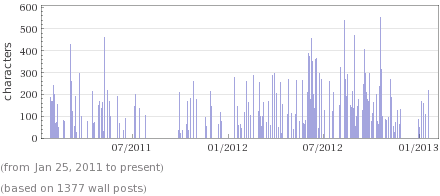 600
500
400
300
200
100
0
characters
07/2011 01/2012 07/2012 01/2013
(from Jan 25, 2011 to present)
(based on 1377 wall posts)